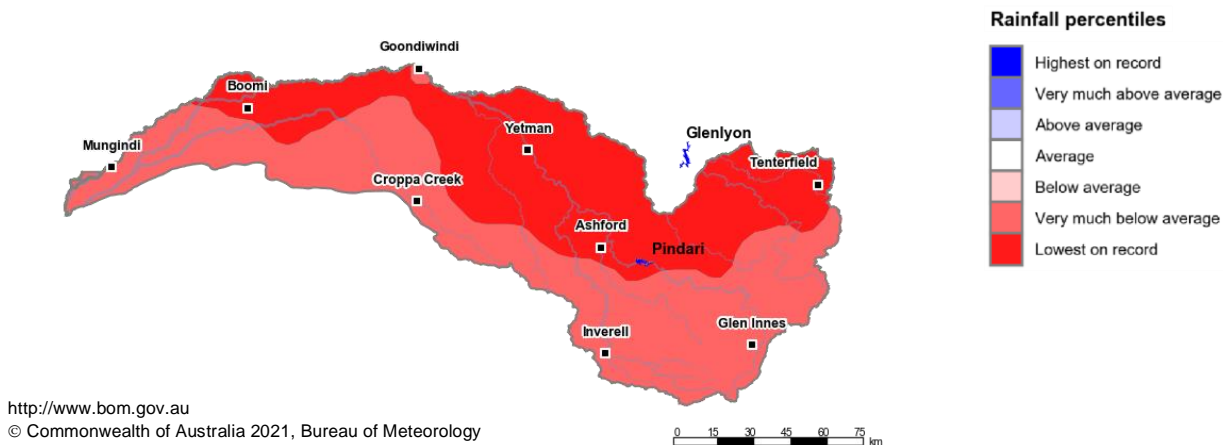 Goondiwindi
Boomi
Yetman
Glenlyon
Mungindi
Tenterfield
Croppa Creek
Ashford
Pindari
Inverell
Glen Innes
Rainfall percentiles
Highest on record
Very much above average
Above average
Average
Below average
Very much below average
Lowest on record
http://www.bom.gov.au
© Commonwealth of Australia 2021, Bureau of Meteorology
0 15 30 45 60 75
km